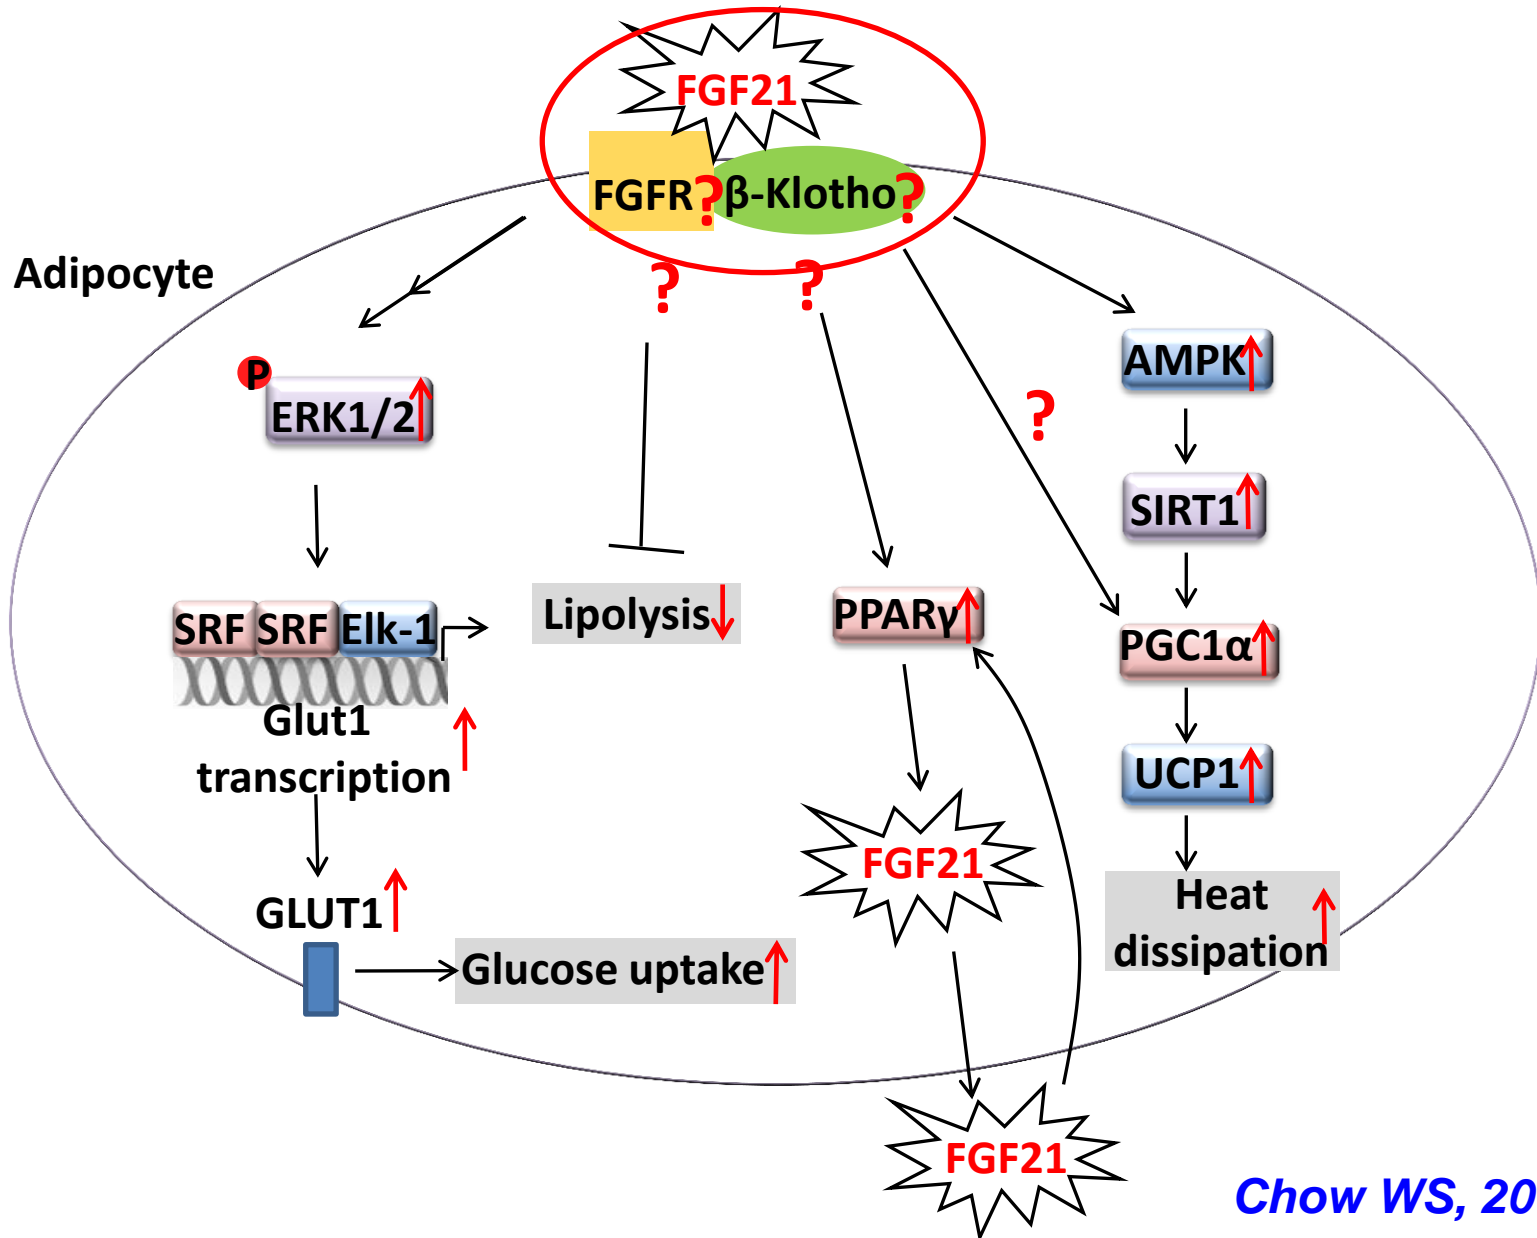 FGF21
FGFR? β-Klotho?
Adipocyte
? ?
P
ERK1/2
AMPK
?
SIRT1
SRF SRF Elk-1
Lipolysis
PPARγ
PGC1α
Glut1
transcription
UCP1
FGF21
GLUT1
Heat
dissipation
Glucose uptake
FGF21
Chow WS, 20